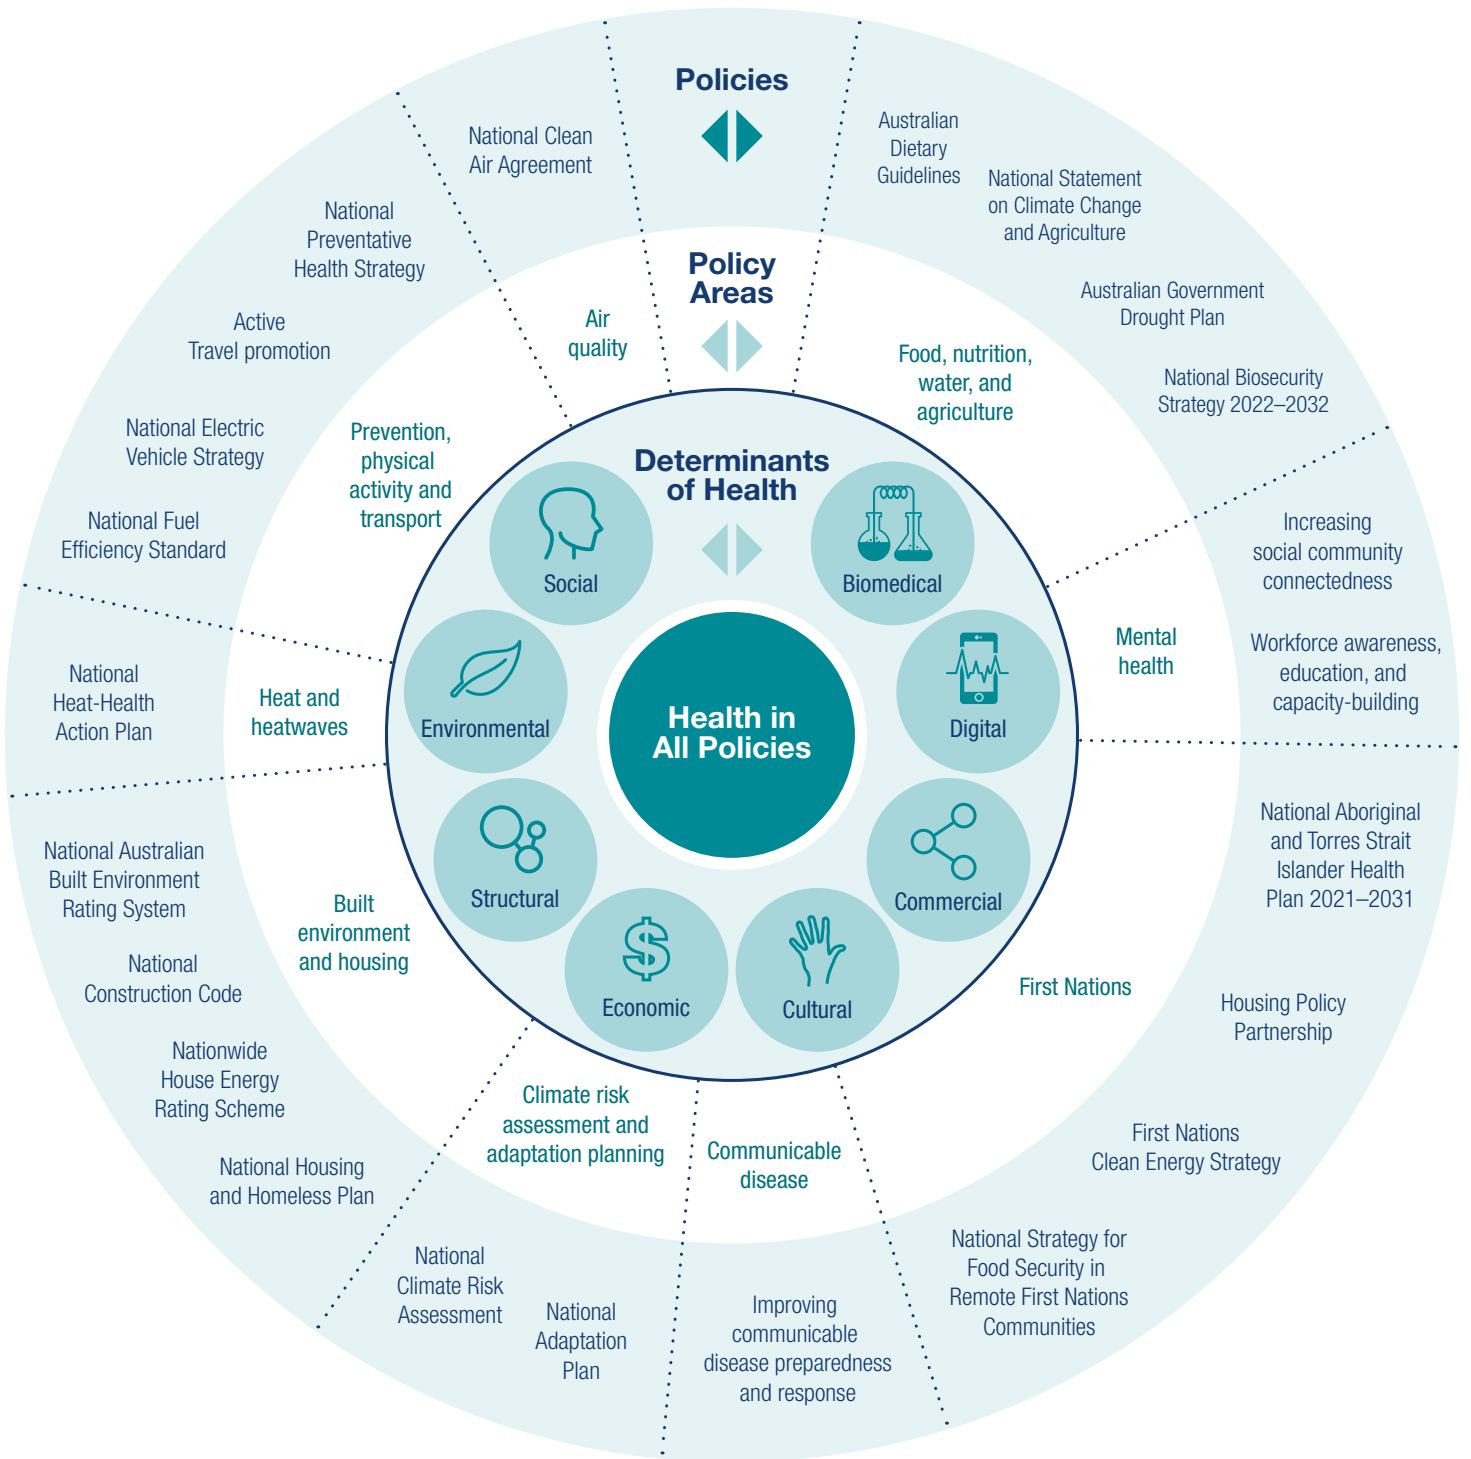 Policies
Policy
Areas
Determinants
of Health
Health in
All Policies
Biomedical
Digital
Commercial
Cultural
Economic
Structural
Environmental
Social
Food, nutrition,
water, and
agriculture
Australian
Dietary
Guidelines
National Statement
on Climate Change
and Agriculture
Australian Government
Drought Plan
National Biosecurity
Strategy 2022–2032
Mental
health
Increasing
social community
connectedness
Workforce awareness,
education, and
capacity-building
First Nations
National Aboriginal
and Torres Strait
Islander Health
Plan 2021–2031
Housing Policy
Partnership
First Nations
Clean Energy Strategy
National Strategy for
Food Security in
Remote First Nations
Communities
Communicable
disease
Improving
communicable
disease preparedness
and response
Climate risk
assessment and
adaptation planning
National
Adaptation
Plan
National
Climate Risk
Assessment
Built
environment
and housing
National Housing
and Homeless Plan
Nationwide
House Energy
Rating Scheme
National
Construction Code
National Australian
Built Environment
Rating System
Heat and
heatwaves
National
Heat-Health
Action Plan
Prevention,
physical
activity and
transport
National Fuel
Efficiency Standard
National Electric
Vehicle Strategy
Active
Travel promotion
National
Preventative
Health Strategy
Air
quality
National Clean
Air Agreement